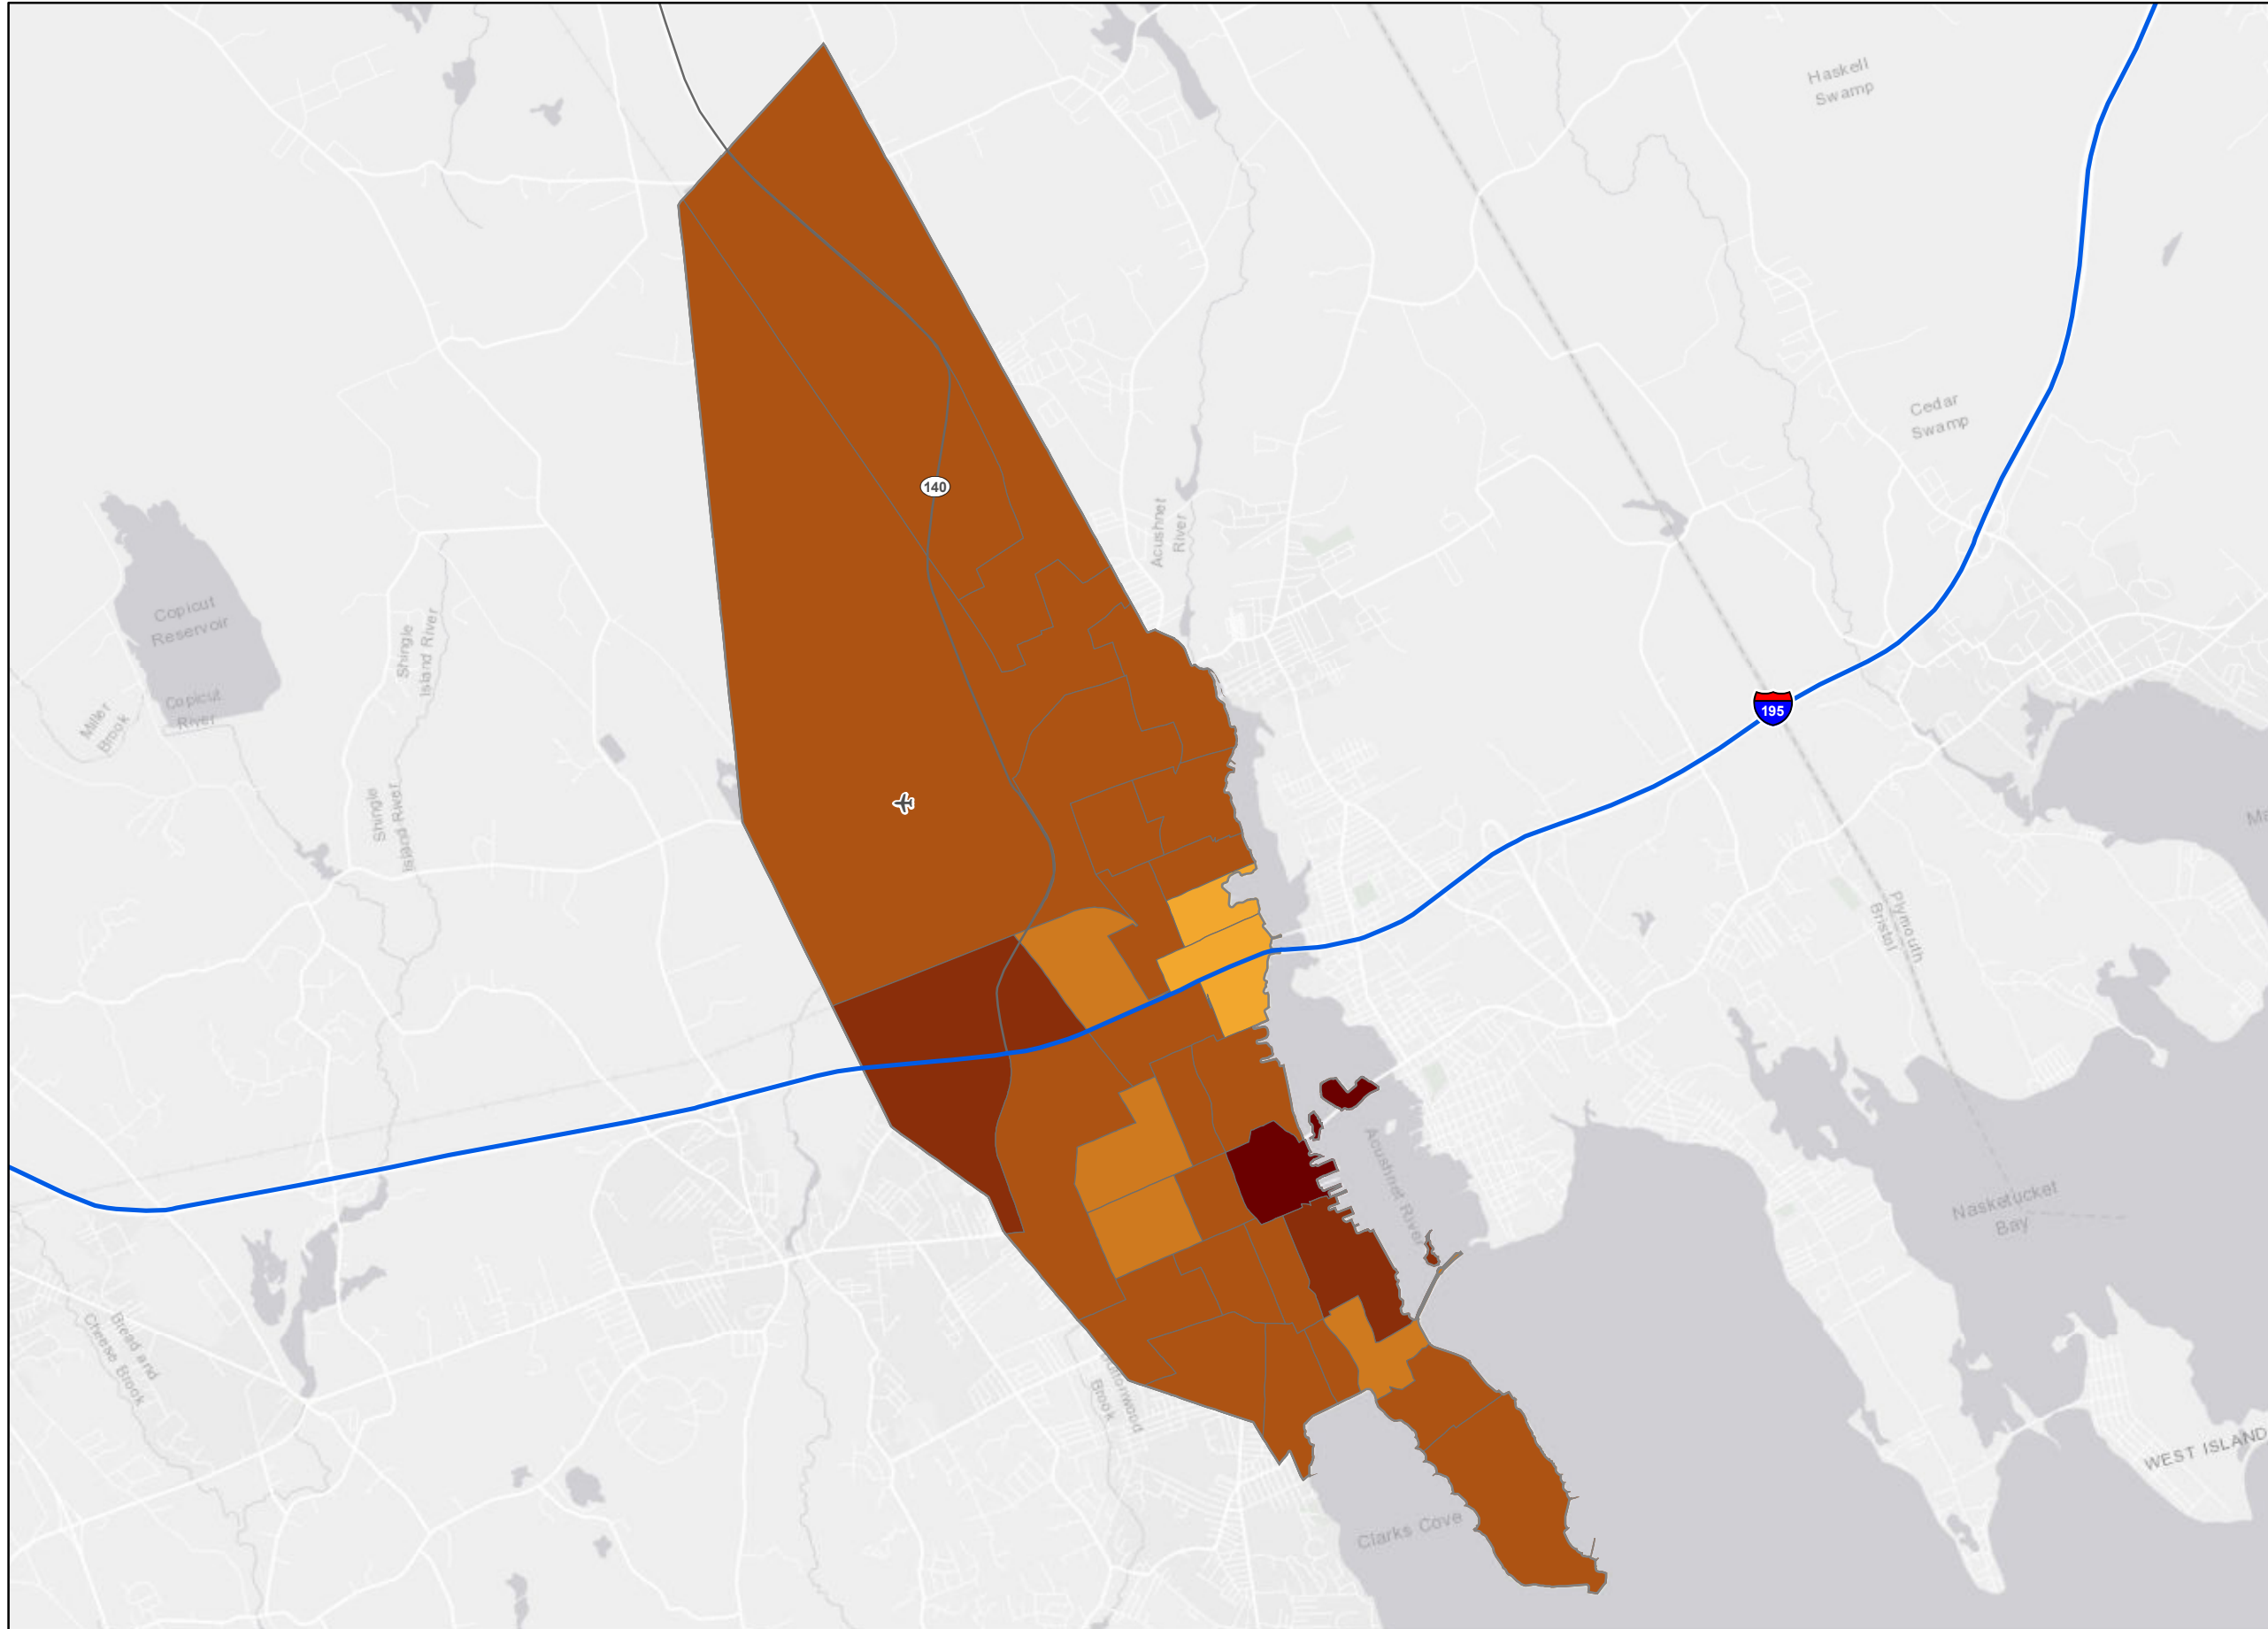 Haskell
Swamp
Cedar
Swamp
140
Acushnet
River
Copicut
Reservoir
Shingle
Island River
Copicut
River
Miller
Brook
195
Shingle
Island River
Plymouth
Bristol
Acushnet River
Nasketucket
Bay
Bread and
Cheese Brook
Brook
WEST ISLAND
Clarks Cove